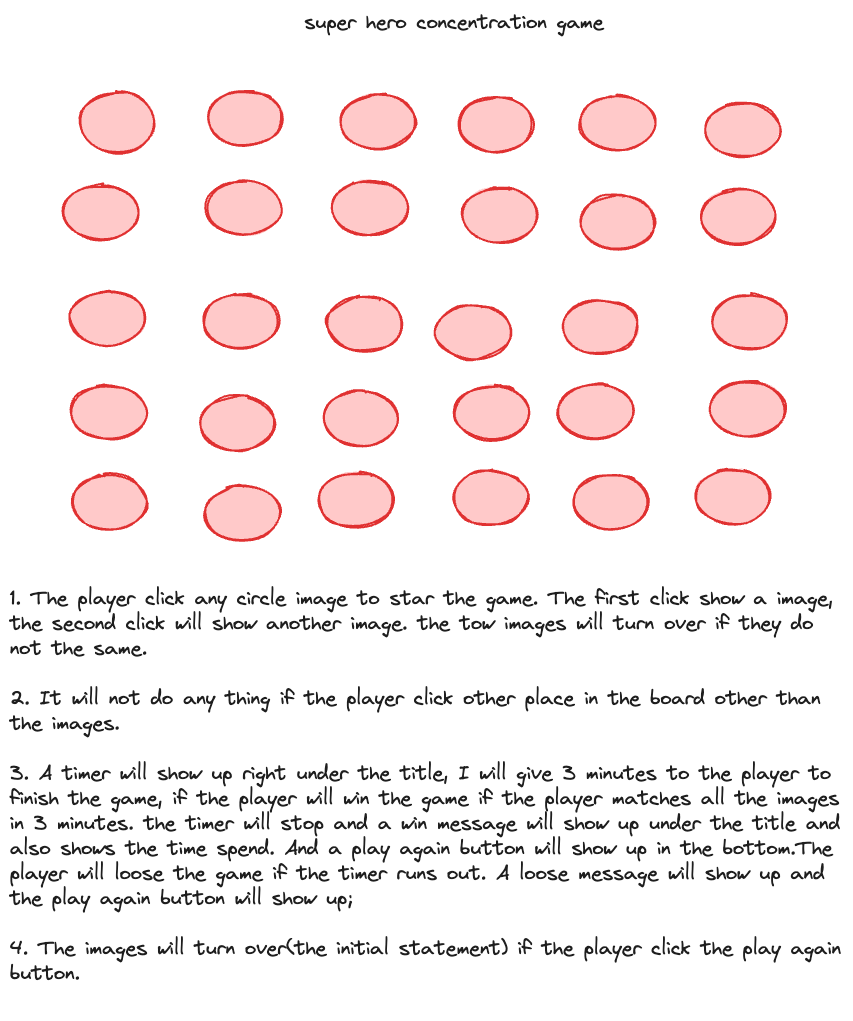 super hero concentration game
1. The player click any circle image to star the game. The first click show a image,
the second click will show another image. the tow images will turn over if they do
not the same.
2. It will not do any thing if the player click other place in the board other than
the images.
3. A timer will show up right under the title, I will give 3 minutes to the player to
finish the game, if the player will win the game if the player matches all the images
in 3 minutes. the timer will stop and a win message will show up under the title and
also shows the time spend. And a play again button will show up in the bottom.The
player will loose the game if the timer runs out. A loose message will show up and
the play again button will show up;
4. The images will turn over(the initial statement) if the player click the play again
button.